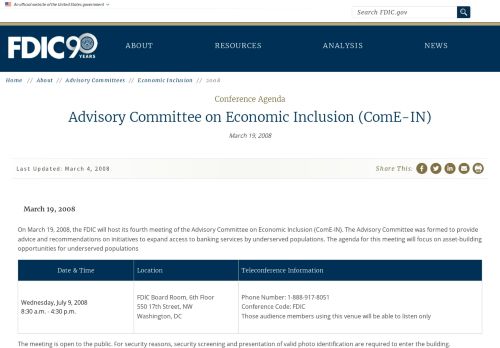 An official website of the United States government
Search FDIC.gov
FDIC 90 YEARS
ABOUT
RESOURCES
ANALYSIS
NEWS
Home // About // Advisory Committees // Economic Inclusion // 2008
Conference Agenda
Advisory Committee on Economic Inclusion (ComE-IN)
March 19, 2008
Last Updated: March 4, 2008
Share This:
March 19, 2008
On March 19, 2008, the FDIC will host its fourth meeting of the Advisory Committee on Economic Inclusion (ComE-IN). The Advisory Committee was formed to provide
advice and recommendations on initiatives to expand access to banking services by underserved populations. The agenda for this meeting will focus on asset-building
opportunities for underserved populations
Date & Time
Location
Teleconference Information
Wednesday, July 9, 2008
8:30 a.m. - 4:30 p.m.
FDIC Board Room, 6th Floor
550 17th Street, NW
Washington, DC
Phone Number: 1-888-917-8051
Conference Code: FDIC
Those audience members using this venue will be able to listen only
The meeting is open to the public. For security reasons, security screening and presentation of valid photo identification are required to enter the building.